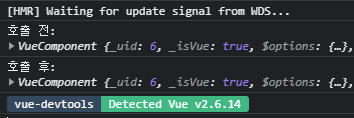 [HMR] Waiting for update signal from WDS...
호출 전:
▶ VueComponent {_uid: 6, _isVue: true, $options: {…},
호출 후:
▶ VueComponent {_uid: 6, _isVue: true, $options: {…},
vue-devtools Detected Vue v2.6.14